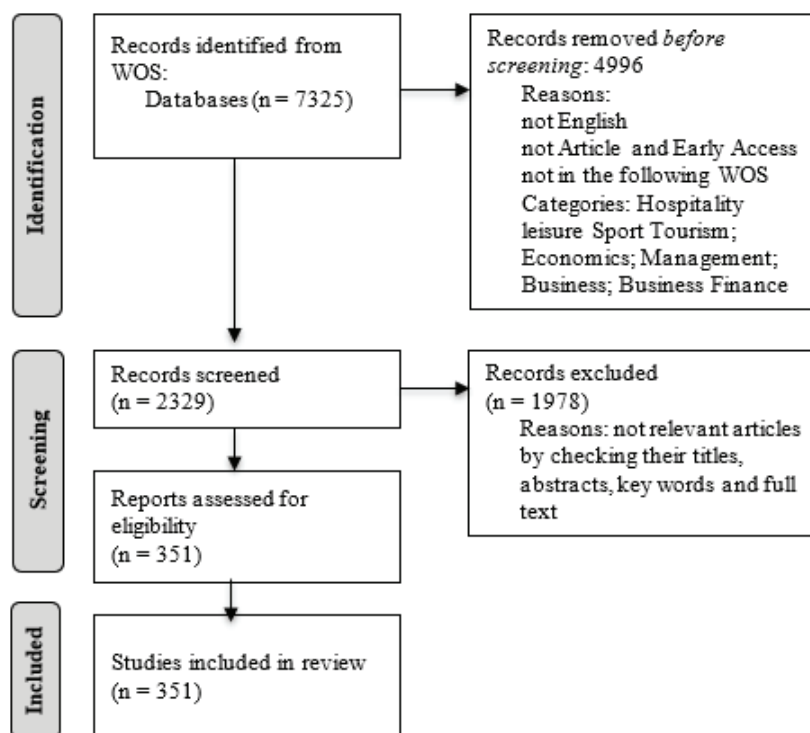 Identification
Records identified from
WOS:
Databases (n = 7325)
Records removed before
screening: 4996
Reasons:
not English
not Article and Early Access
not in the following WOS
Categories: Hospitality
leisure Sport Tourism;
Economics; Management;
Business; Business Finance
Screening
Records screened
(n = 2329)
Records excluded
(n = 1978)
Reasons: not relevant articles
by checking their titles,
abstracts, key words and full
text
Reports assessed for
eligibility
(n = 351)
Included
Studies included in review
(n = 351)